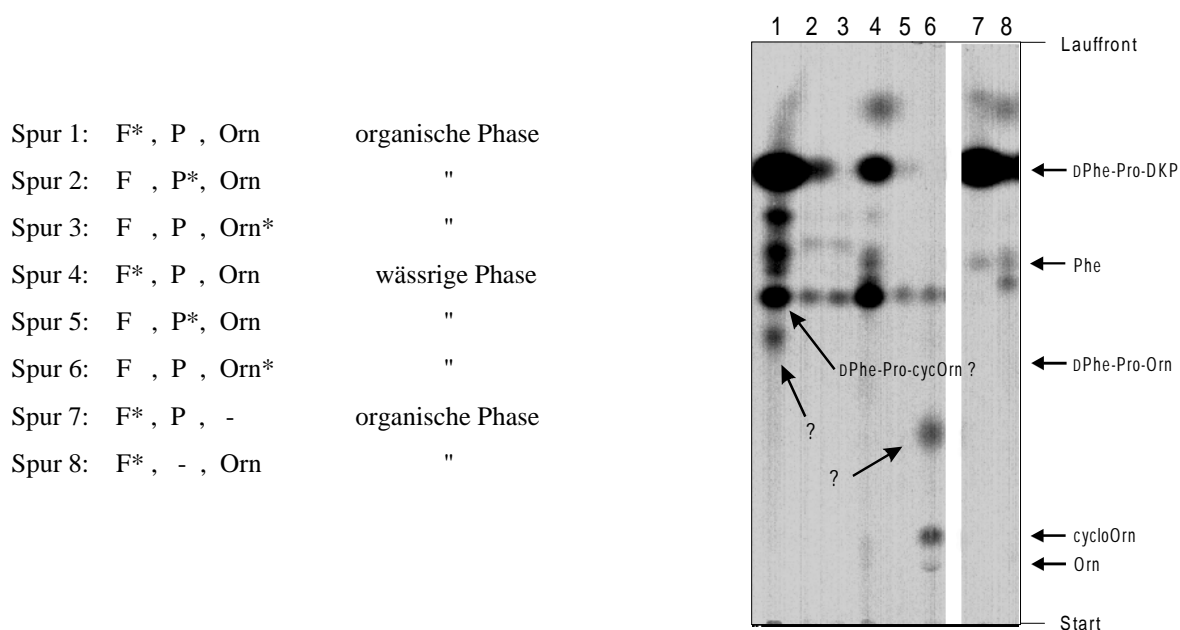 Spur 1: F* , P , Orn organische Phase
Spur 2: F , P*, Orn "
Spur 3: F , P , Orn* "
Spur 4: F* , P , Orn wässrige Phase
Spur 5: F , P*, Orn "
Spur 6: F , P , Orn* "
Spur 7: F* , P , - organische Phase
Spur 8: F* , - , Orn "
1 2 3 4 5 6 7 8
Lauffront
DPhe-Pro-DKP
Phe
DPhe-Pro-Orn
DPhe-Pro-cycOrn ?
?
?
cycloOrn
Orn
Start